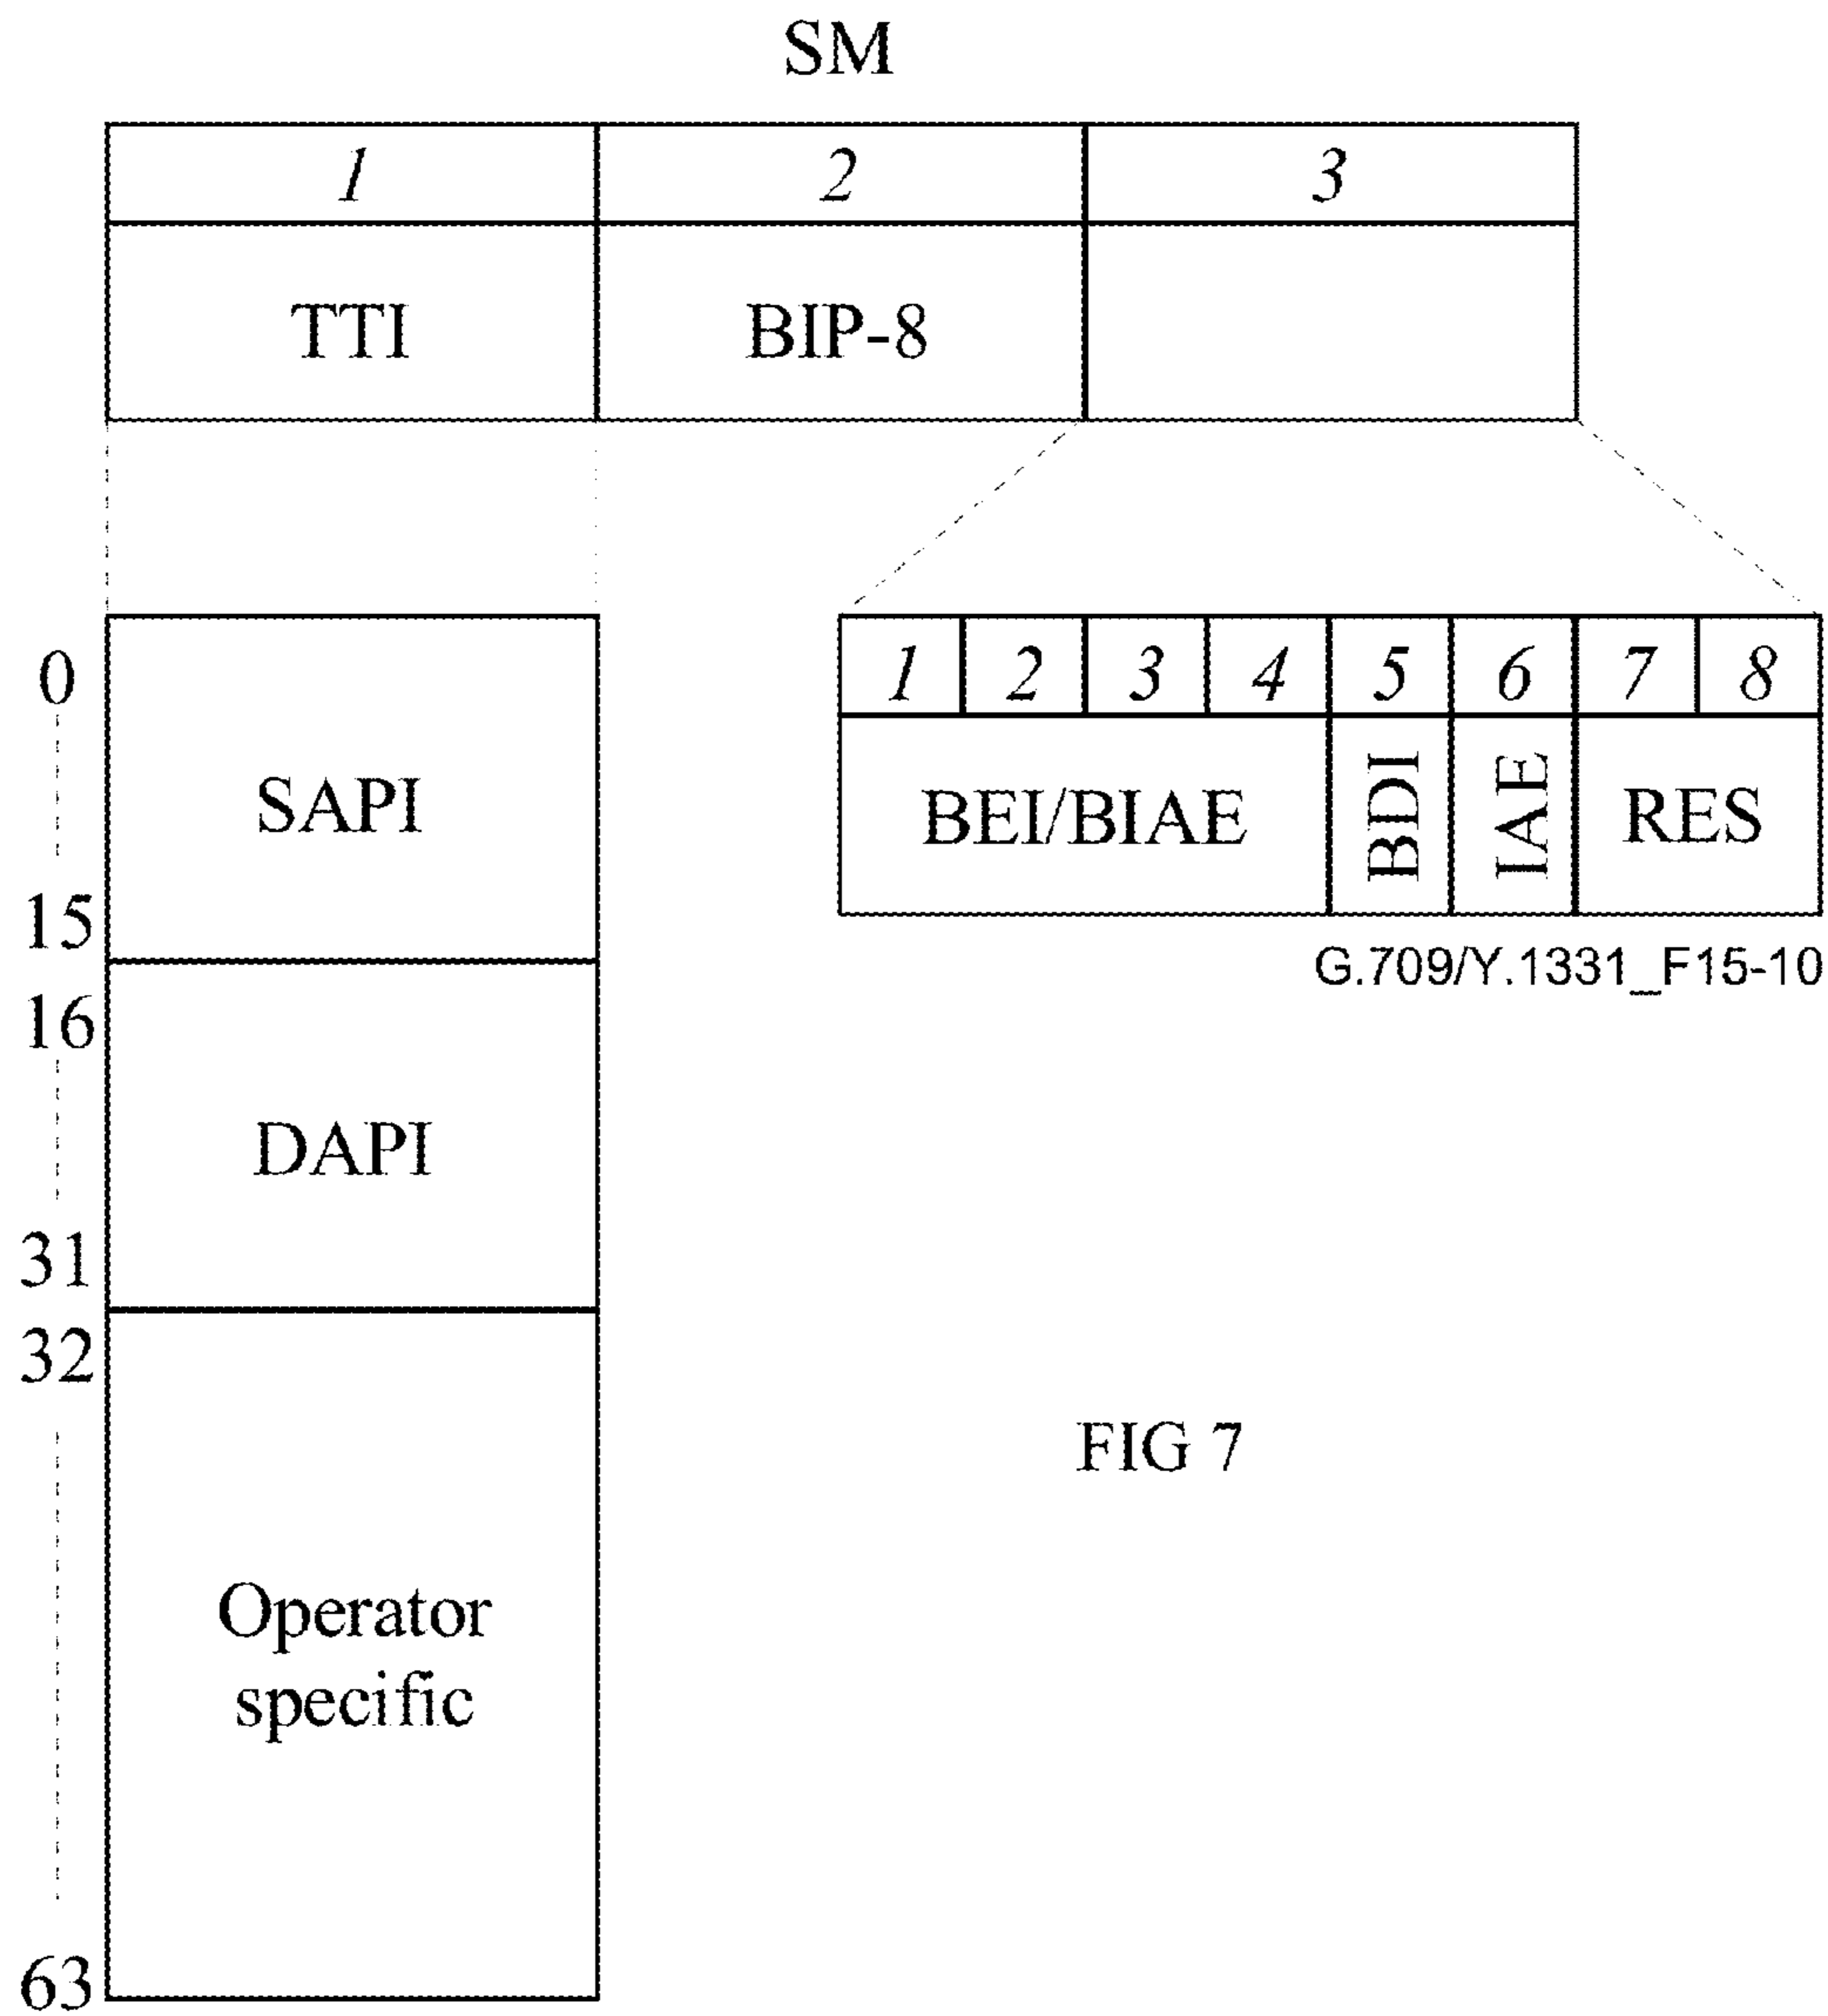 SM
1 2 3
TTI BIP-8
0
SAPI
15
16
DAPI
31
32
Operator
specific
63
1 2 3 4 5 6 7 8
BEI/BIAE BDI IAE RES
G.709/Y.1331_F15-10
FIG 7